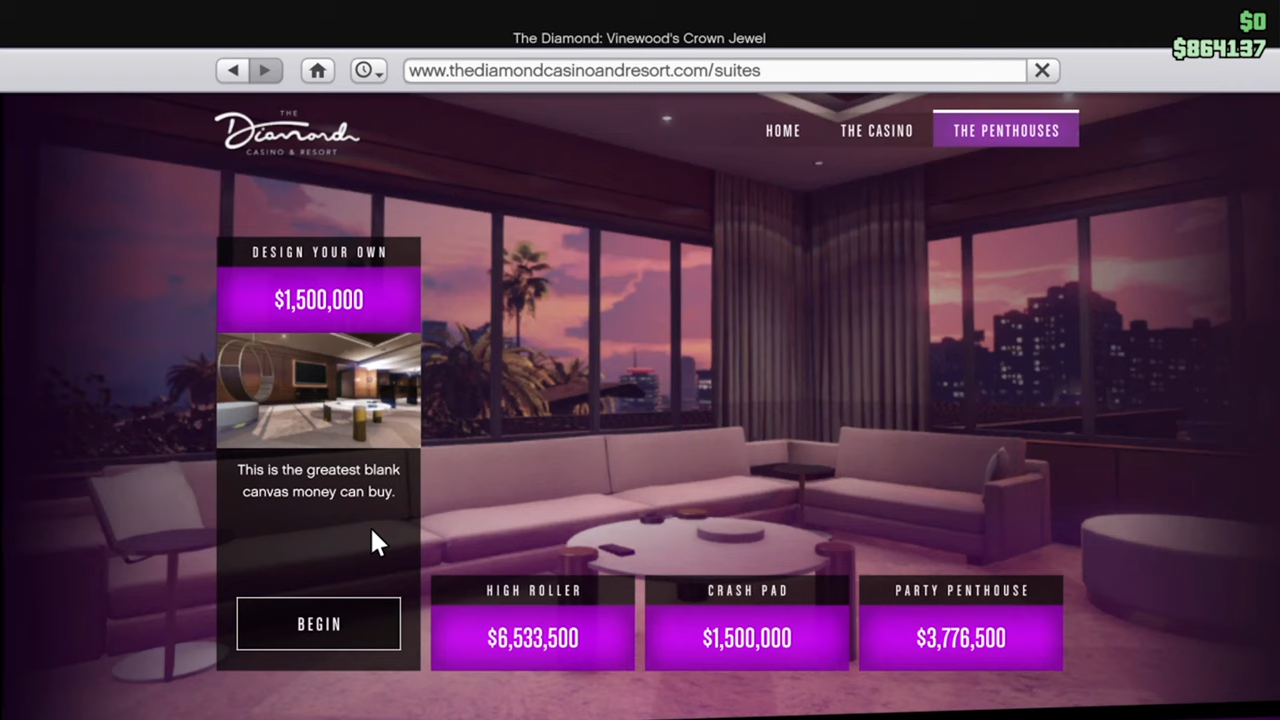 $0
The Diamond: Vinewood's Crown Jewel
$864137
www.thediamondcasinoandresort.com/suites
THE
Diamond
CASINO & RESORT
HOME
THE CASINO
THE PENTHOUSES
DESIGN YOUR OWN
$1,500,000
This is the greatest blank
canvas money can buy.
BEGIN
HIGH ROLLER
$6,533,500
CRASH PAD
$1,500,000
PARTY PENTHOUSE
$3,776,500